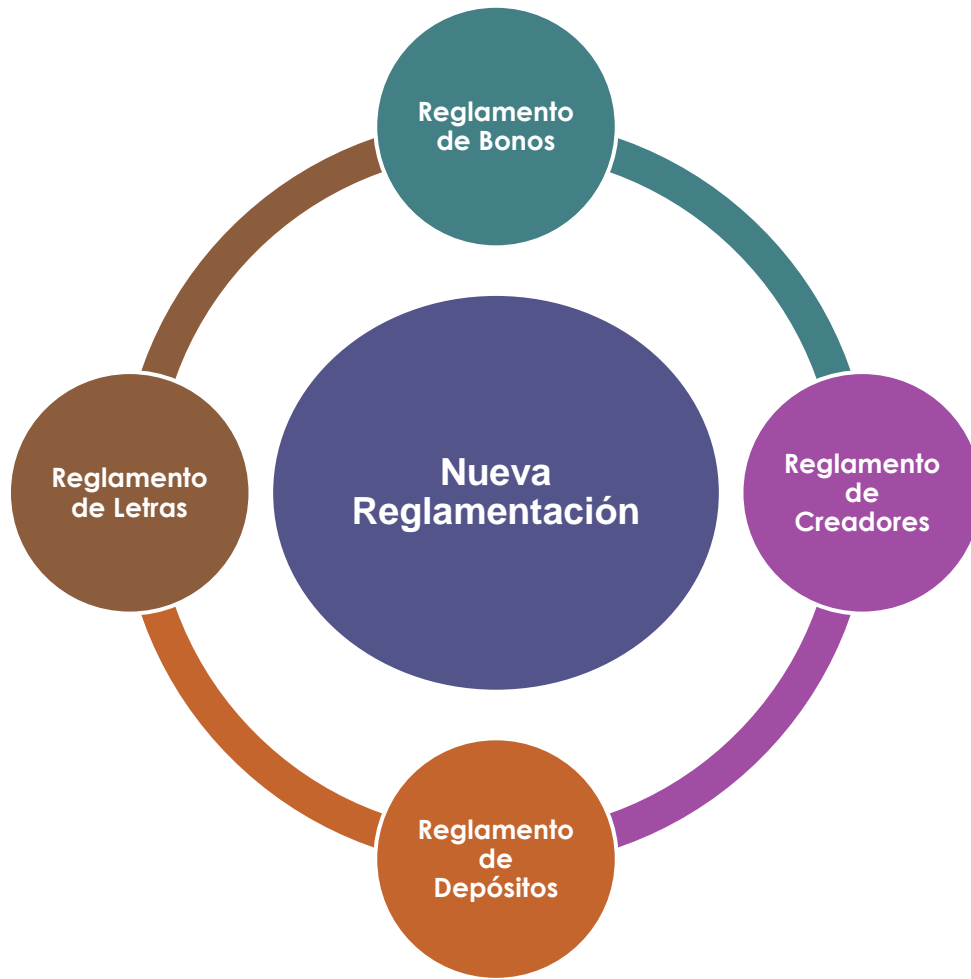 Reglamento
de Bonos
Reglamento
de Letras
Nueva
Reglamentación
Reglamento
de
Creadores
Reglamento
de
Depósitos